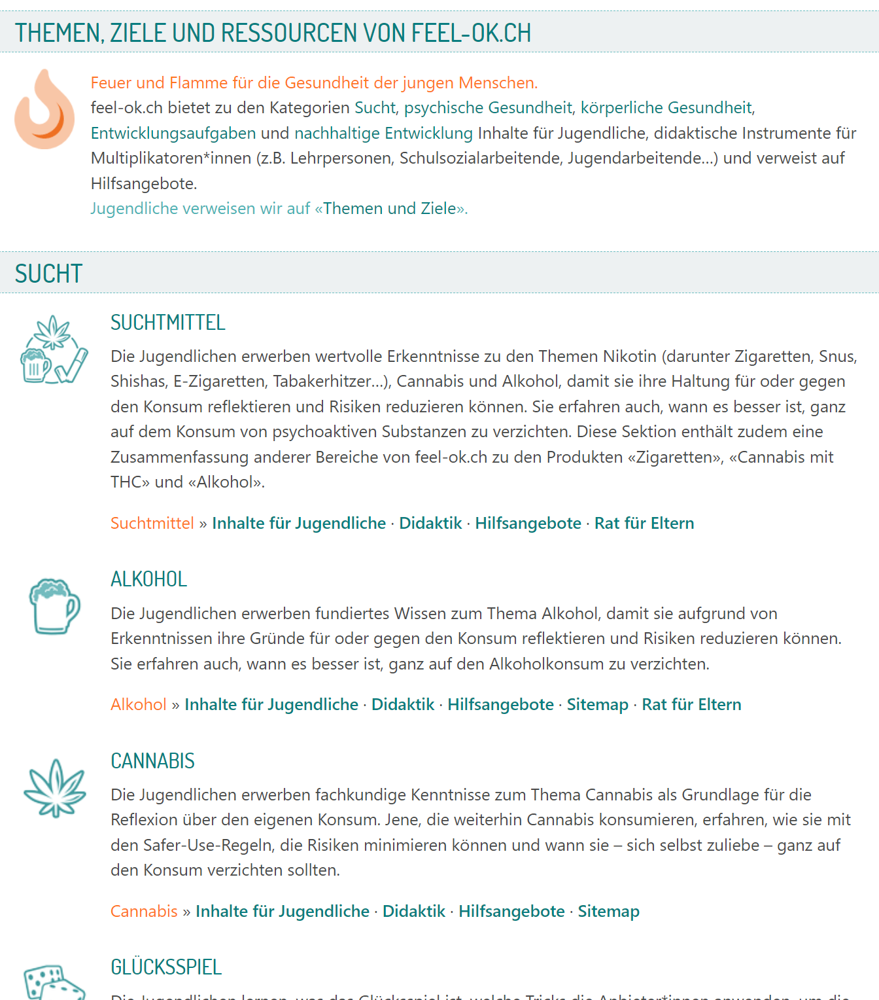 THEMEN, ZIELE UND RESSOURCEN VON FEEL-OK.CH
Feuer und Flamme für die Gesundheit der jungen Menschen.
feel-ok.ch bietet zu den Kategorien Sucht, psychische Gesundheit, körperliche Gesundheit,
Entwicklungsaufgaben und nachhaltige Entwicklung Inhalte für Jugendliche, didaktische Instrumente für
Multiplikatoren*innen (z.B. Lehrpersonen, Schulsozialarbeitende, Jugendarbeitende...) und verweist auf
Hilfsangebote.
Jugendliche verweisen wir auf «Themen und Ziele».
SUCHT
SUCHTMITTEL
Die Jugendlichen erwerben wertvolle Erkenntnisse zu den Themen Nikotin (darunter Zigaretten, Snus,
Shishas, E-Zigaretten, Tabakerhitzer...), Cannabis und Alkohol, damit sie ihre Haltung für oder gegen
den Konsum reflektieren und Risiken reduzieren können. Sie erfahren auch, wann es besser ist, ganz
auf dem Konsum von psychoaktiven Substanzen zu verzichten. Diese Sektion enthält zudem eine
Zusammenfassung anderer Bereiche von feel-ok.ch zu den Produkten «Zigaretten», «Cannabis mit
THC» und «Alkohol».
Suchtmittel » Inhalte für Jugendliche · Didaktik · Hilfsangebote · Rat für Eltern
ALKOHOL
Die Jugendlichen erwerben fundiertes Wissen zum Thema Alkohol, damit sie aufgrund von
Erkenntnissen ihre Gründe für oder gegen den Konsum reflektieren und Risiken reduzieren können.
Sie erfahren auch, wann es besser ist, ganz auf den Alkoholkonsum zu verzichten.
Alkohol » Inhalte für Jugendliche · Didaktik · Hilfsangebote · Sitemap · Rat für Eltern
CANNABIS
Die Jugendlichen erwerben fachkundige Kenntnisse zum Thema Cannabis als Grundlage für die
Reflexion über den eigenen Konsum. Jene, die weiterhin Cannabis konsumieren, erfahren, wie sie mit
den Safer-Use-Regeln, die Risiken minimieren können und wann sie – sich selbst zuliebe – ganz auf
den Konsum verzichten sollten.
Cannabis » Inhalte für Jugendliche · Didaktik · Hilfsangebote · Sitemap
GLÜCKSSPIEL
Die Jugendlichen lernen, was das Glücksspiel ist, welche Tricks die Anbieter*innen anwenden, um die